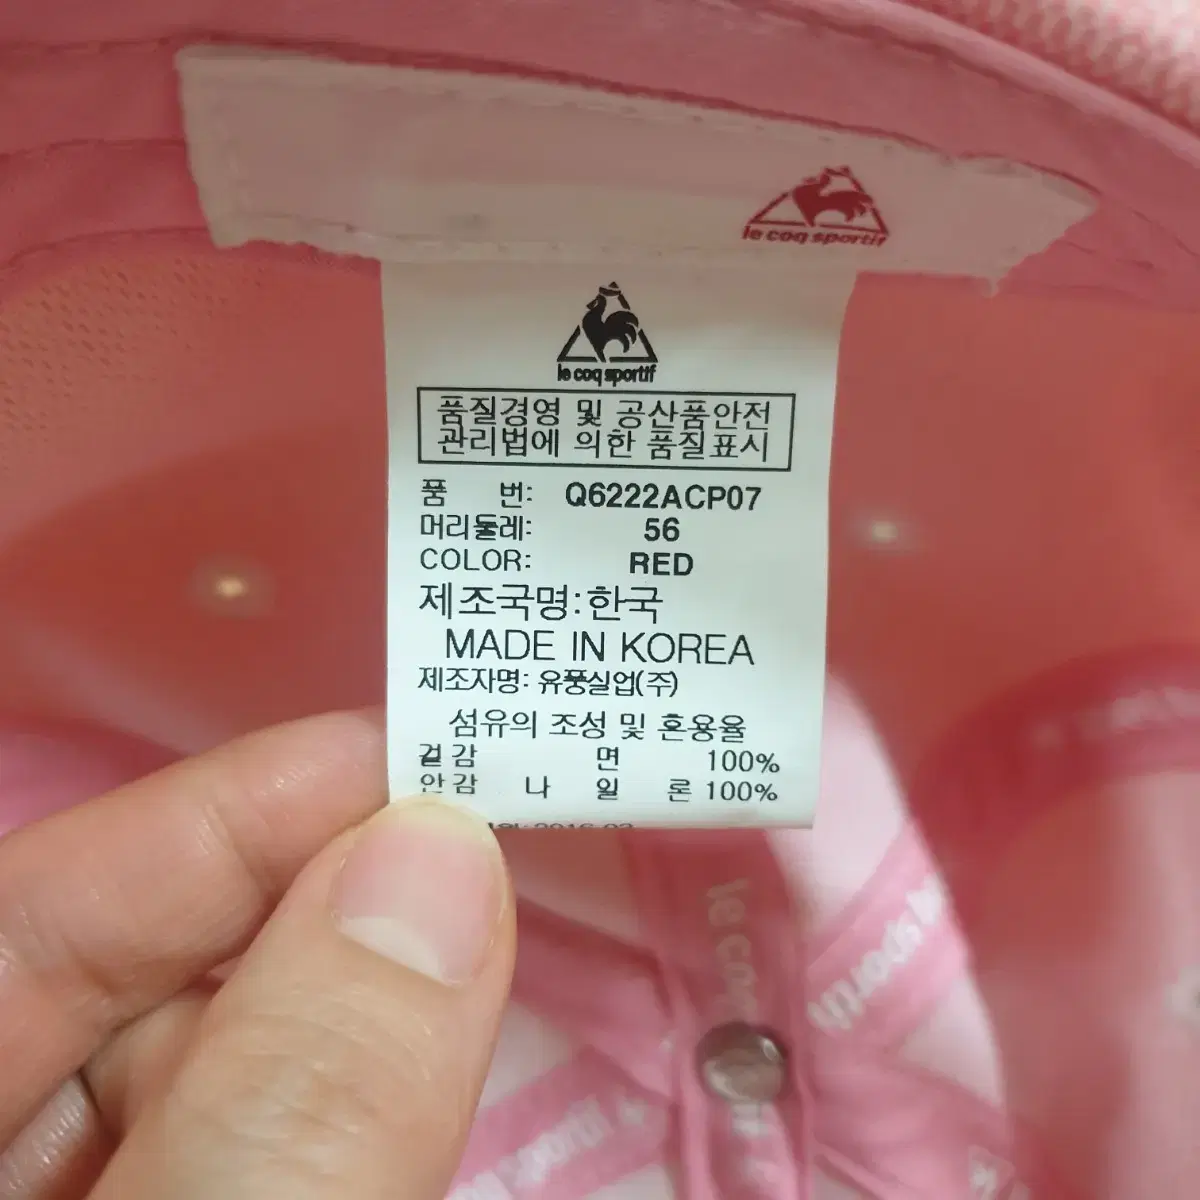 le coq sportif
le coq sportif
품질경영 및 공산품안전
관리법에 의한 품질표시
품 번: Q6222ACP07
머리둘레: 56
COLOR: RED
제조국명:한국
MADE IN KOREA
제조자명: 유풍실업(주)
섬유의 조성 및 혼용율
겉감 면 100%
안감 나 일 론 100%
le coq
sportif